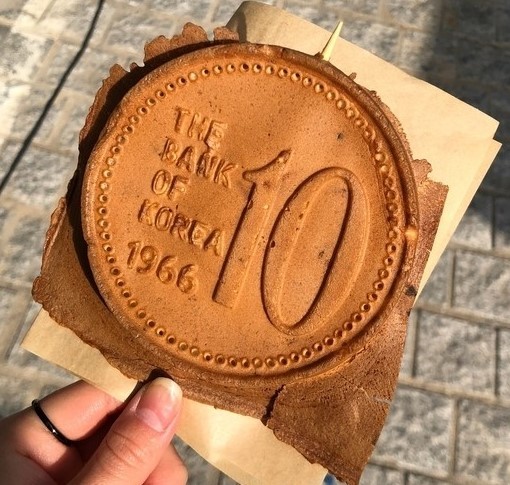 THE
BANK
OF
KOREA
1966
10